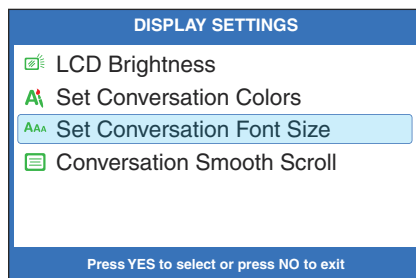 DISPLAY SETTINGS
LCD Brightness
Set Conversation Colors
Set Conversation Font Size
Conversation Smooth Scroll
Press YES to select or press NO to exit